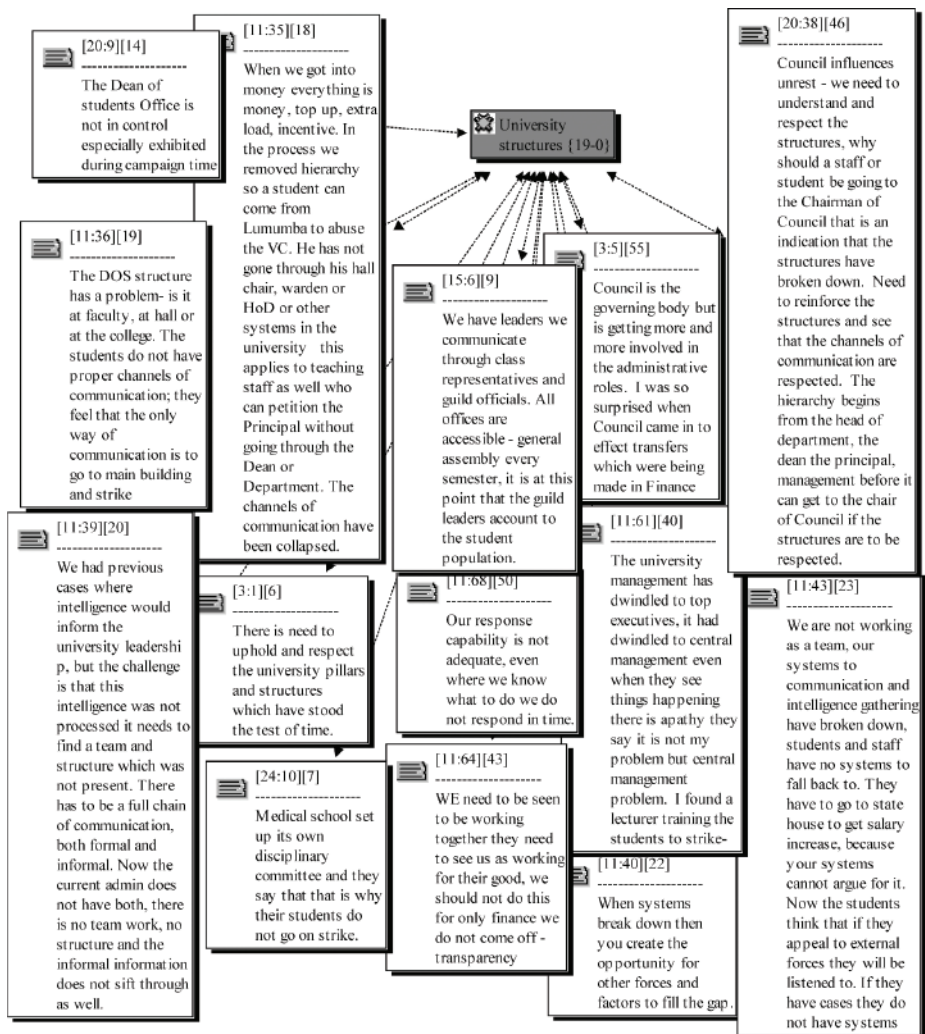 [20:9][14]
---------------------
The Dean of
students Office is
not in control
especially exhibited
during campaign time
[11:35][18]
---------------------
When we got into
money everything is
money, top up, extra
load, incentive. In
the process we
removed hierarchy
so a student can
come from
Lumumba to abuse
the VC. He has not
gone through his hall
chair, warden or
HoD or other
systems in the
university this
applies to teaching
staff as well who
can petition the
Principal without
going through the
Dean or
Department. The
channels of
communication have
been collapsed.
University
structures {19-0}
[20:38][46]
---------------------
Council influences
unrest - we need to
understand and
respect the
structures, why
should a staff or
student be going to
the Chairman of
Council that is an
indication that the
structures have
broken down. Need
to reinforce the
structures and see
that the channels of
communication are
respected. The
hierarchy begins
from the head of
department, the
dean the principal,
management before it
can get to the chair
of Council if the
structures are to be
respected.
[11:36][19]
---------------------
The DOS structure
has a problem- is it
at faculty, at hall or
at the college. The
students do not have
proper channels of
communication; they
feel that the only
way of
communication is to
go to main building
and strike
[15:6][9]
---------------------
We have leaders we
communicate
through class
representatives and
guild officials. All
offices are
accessible - general
assembly every
semester, it is at this
point that the guild
leaders account to
the student
population.
[3:5][55]
---------------------
Council is the
governing body but
is getting more and
more involved in
the administrative
roles. I was so
surprised when
Council came in to
effect transfers
which were being
made in Finance
[11:39][20]
---------------------
We had previous
cases where
intelligence would
inform the
university leadershi
p, but the challenge
is that this
intelligence was not
processed it needs to
find a team and
structure which was
not present. There
has to be a full chain
of communication,
both formal and
informal. Now the
current admin does
not have both, there
is no team work, no
structure and the
informal information
does not sift through
as well.
[3:1][6]
---------------------
There is need to
uphold and respect
the university pillars
and structures
which have stood
the test of time.
[11:68][50]
---------------------
Our response
capability is not
adequate, even
where we know
what to do we do
not respond in time.
[11:61][40]
---------------------
The university
management has
dwindled to top
executives, it had
dwindled to central
management even
when they see
things happening
there is apathy they
say it is not my
problem but central
management
problem. I found a
lecturer training the
students to strike-
[11:43][23]
---------------------
We are not working
as a team, our
systems to
communication and
intelligence gathering
have broken down,
students and staff
have no systems to
fall back to. They
have to go to state
house to get salary
increase, because
your systems
cannot argue for it.
Now the students
think that if they
appeal to external
forces they will be
listened to. If they
have cases they do
not have systems
[24:10][7]
---------------------
Medical school set
up its own
disciplinary
committee and they
say that that is why
their students do
not go on strike.
[11:64][43]
---------------------
WE need to be seen
to be working
together they need
to see us as working
for their good, we
should not do this
for only finance we
do not come off -
transparency
[11:40][22]
---------------------
When systems
break down then
you create the
opportunity for
other forces and
factors to fill the gap.